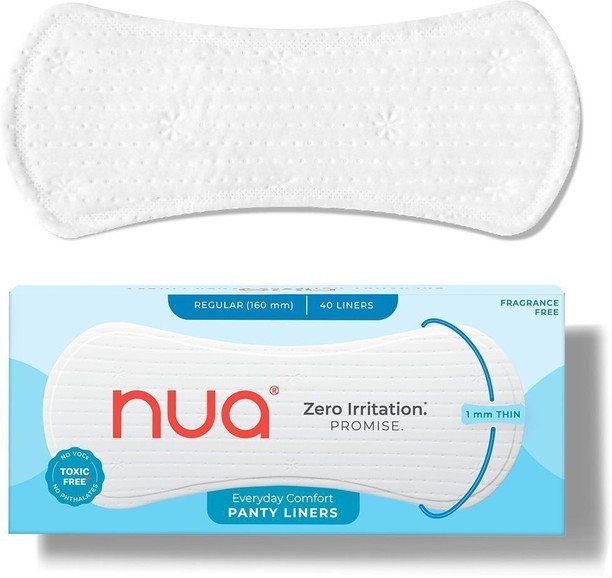 REGULAR (160 mm) | 40 LINERS
FRAGRANCE
FREE
nua®
Zero Irritation.*
PROMISE.
1 mm THIN
NO VOCs
TOXIC
FREE
NO PHTHALATES
Everyday Comfort
PANTY LINERS